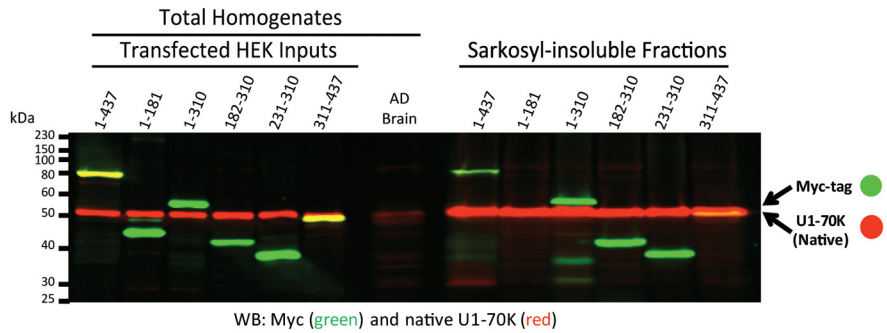 Total Homogenates
Transfected HEK Inputs
Sarkosyl-insoluble Fractions
kDa
1-437
1-181
1-310
182-310
231-310
311-437
AD
Brain
1-437
1-181
1-310
182-310
231-310
311-437
230
150
100
80
60
50
40
30
25
Myc-tag
U1-70K
(Native)
WB: Myc (green) and native U1-70K (red)